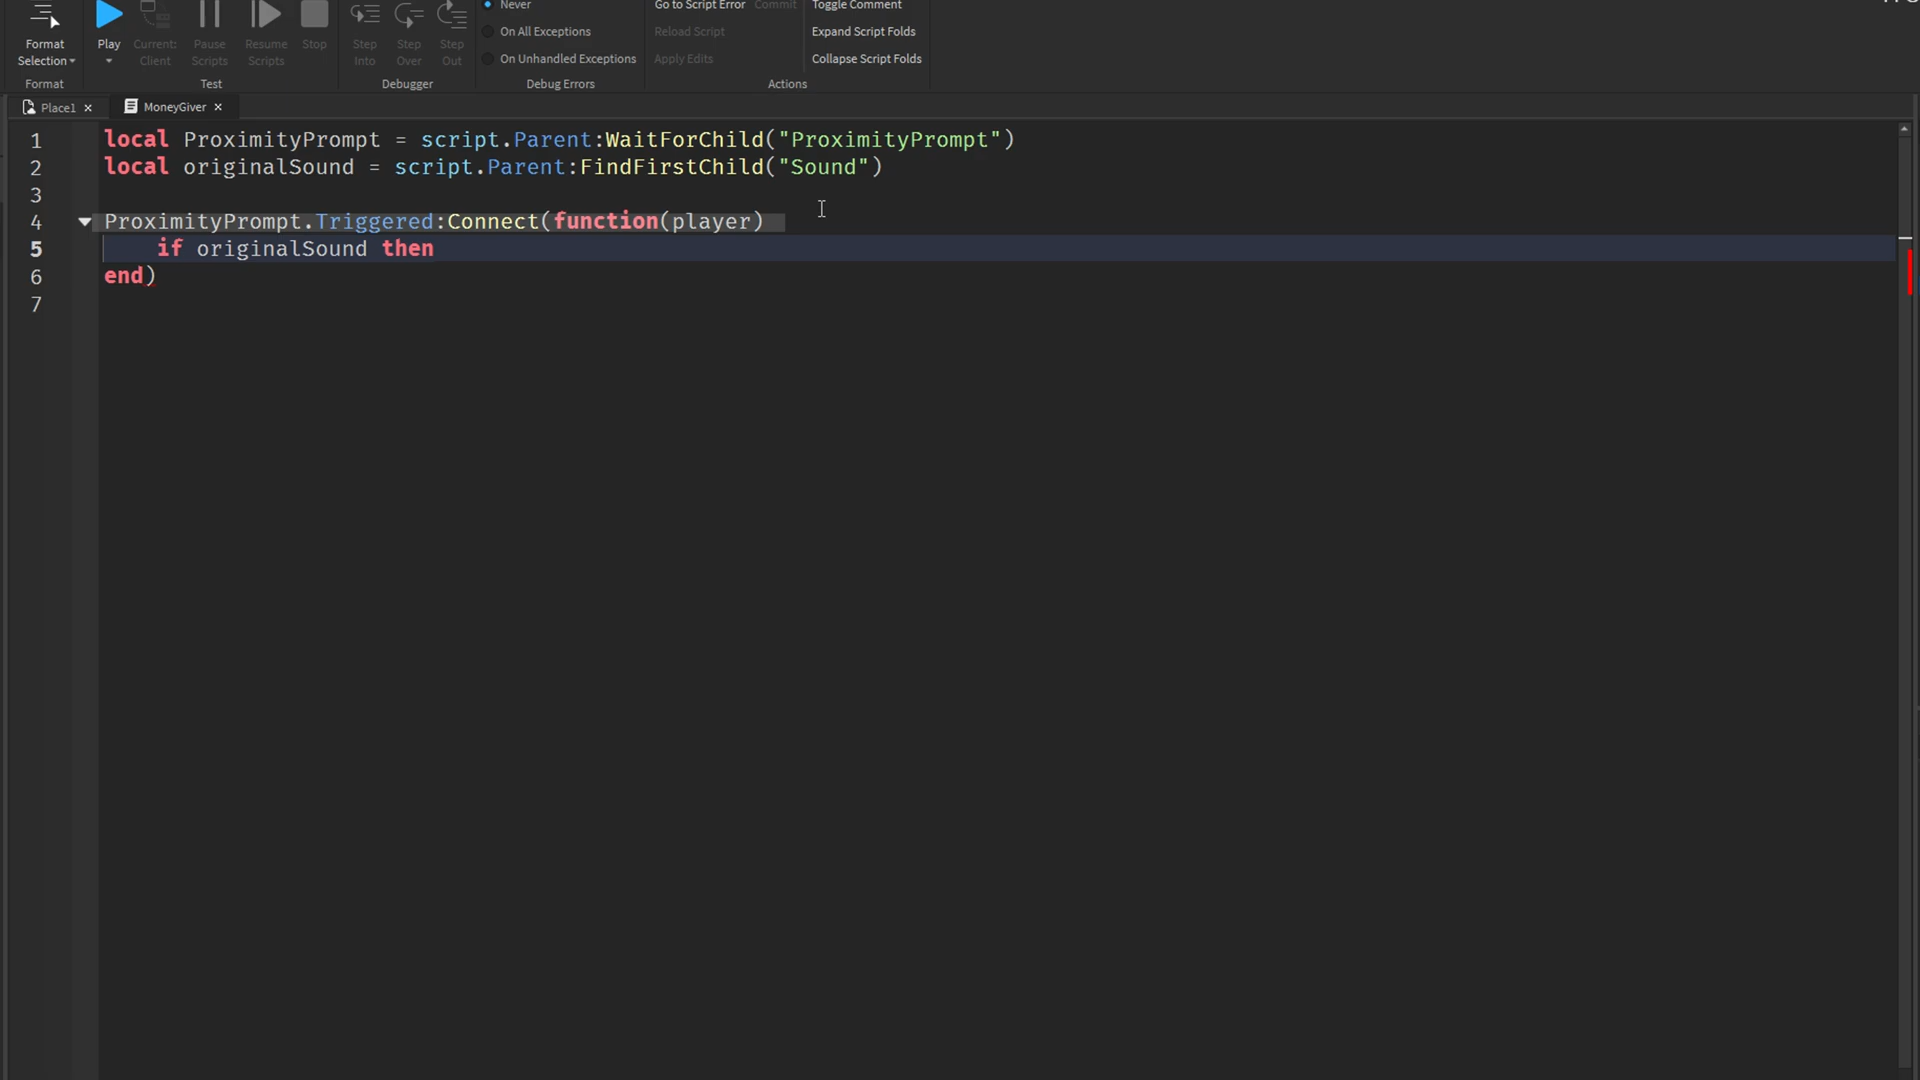 Never
Go to Script Error Commit
Toggle Comment
On All Exceptions
Reload Script
Expand Script Folds
Format Selection
Play
Current: Client
Pause Scripts
Resume Scripts
Stop
Step Into
Step Over
Step Out
On Unhandled Exceptions
Apply Edits
Collapse Script Folds
Format
Test
Debugger
Debug Errors
Actions
Place1
MoneyGiver
1 local ProximityPrompt = script.Parent:WaitForChild("ProximityPrompt")
2 local originalSound = script.Parent:FindFirstChild("Sound")
3
4 ProximityPrompt.Triggered:Connect(function(player)
5 if originalSound then
6 end)
7